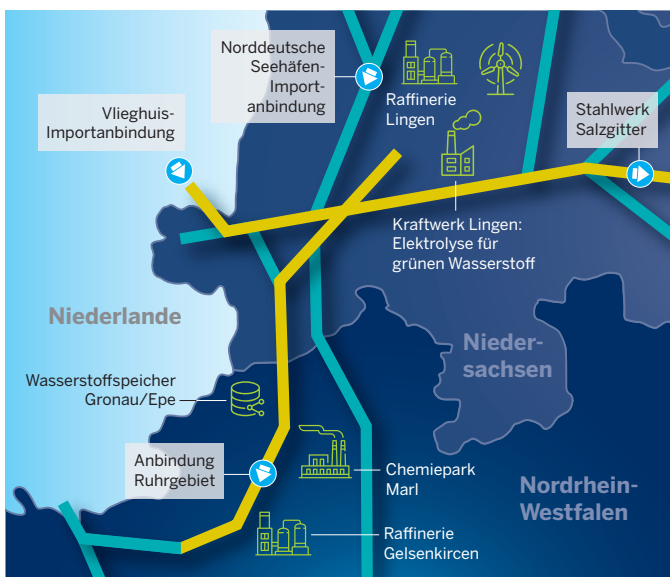 Norddeutsche
Seehäfen-
Import-
anbindung
Raffinerie
Lingen
Vlieghuis-
Importanbindung
Stahlwerk
Salzgitter
Kraftwerk Lingen:
Elektrolyse für
grünen Wasserstoff
Niederlande
Nieder-
sachsen
Wasserstoffspeicher
Gronau/Epe
Anbindung
Ruhrgebiet
Chemiepark
Marl
Nordrhein-
Westfalen
Raffinerie
Gelsenkircen